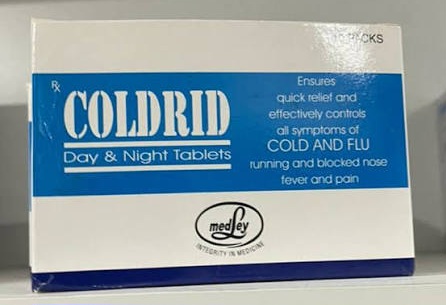 PACKS
Rx
COLDRID
Day & Night Tablets
Ensures
quick relief and
effectively controls
all symptoms of
COLD AND FLU
running and blocked nose
fever and pain
medley
INTEGRITY IN MEDICINE